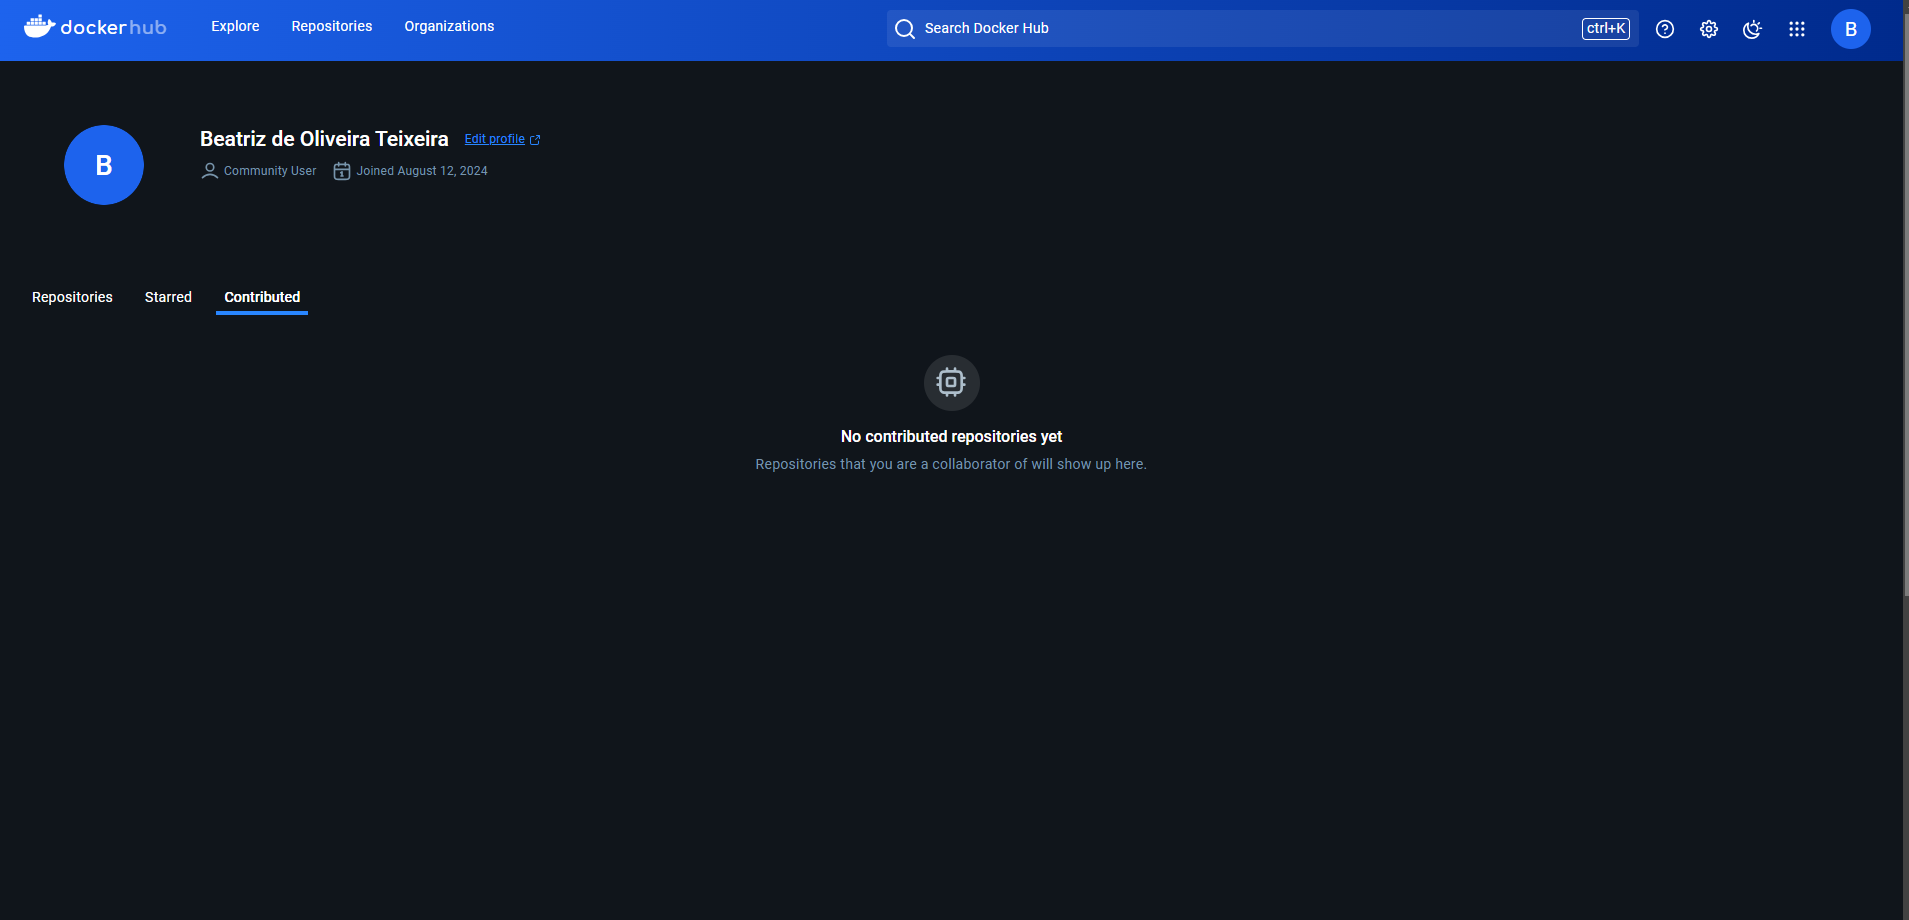 dockerhub Explore Repositories Organizations Search Docker Hub ctrl+K B
B
Beatriz de Oliveira Teixeira Edit profile
Community User 1 Joined August 12, 2024
Repositories Starred Contributed
No contributed repositories yet
Repositories that you are a collaborator of will show up here.